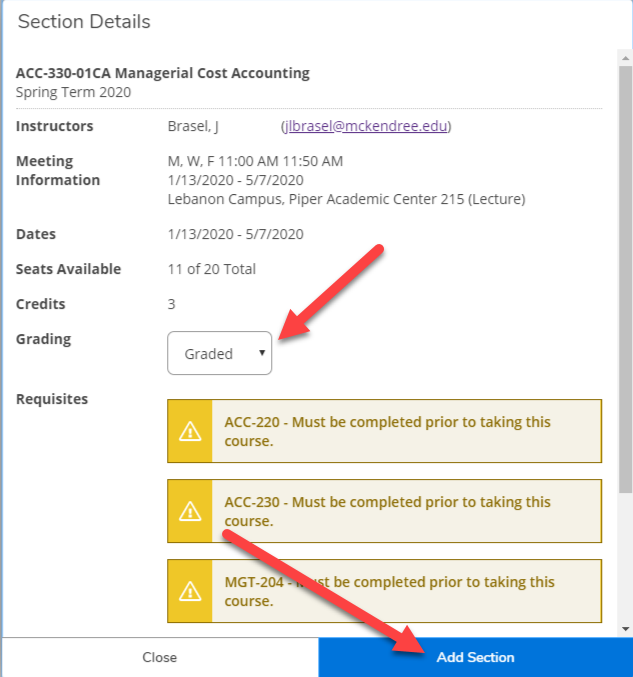 Section Details
ACC-330-01CA Managerial Cost Accounting
Spring Term 2020
Instructors Brasel, J (jlbrasel@mckendree.edu)
Meeting Information M, W, F 11:00 AM 11:50 AM
1/13/2020 - 5/7/2020
Lebanon Campus, Piper Academic Center 215 (Lecture)
Dates 1/13/2020 - 5/7/2020
Seats Available 11 of 20 Total
Credits 3
Grading Graded
Requisites
ACC-220 - Must be completed prior to taking this
course.
ACC-230 - Must be completed prior to taking this
course.
MGT-204 - Must be completed prior to taking this
course.
Close Add Section